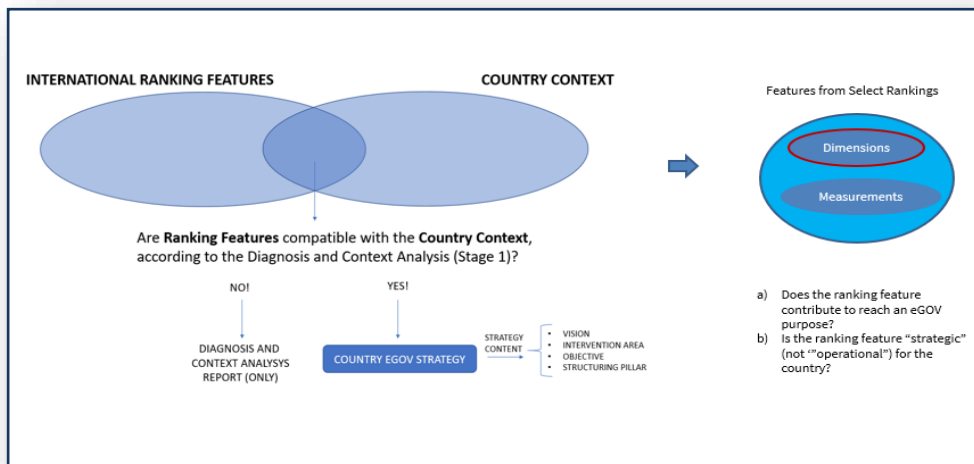 INTERNATIONAL RANKING FEATURES
COUNTRY CONTEXT
Are Ranking Features compatible with the Country Context,
according to the Diagnosis and Context Analysis (Stage 1)?
NO!
YES!
DIAGNOSIS AND
CONTEXT ANALYSYS
REPORT (ONLY)
COUNTRY EGOV STRATEGY
STRATEGY
CONTENT
• VISION
• INTERVENTION AREA
• OBJECTIVE
• STRUCTURING PILLAR
Features from Select Rankings
Dimensions
Measurements
a) Does the ranking feature
contribute to reach an eGOV
purpose?
b) Is the ranking feature “strategic”
(not ‘”operational”) for the
country?